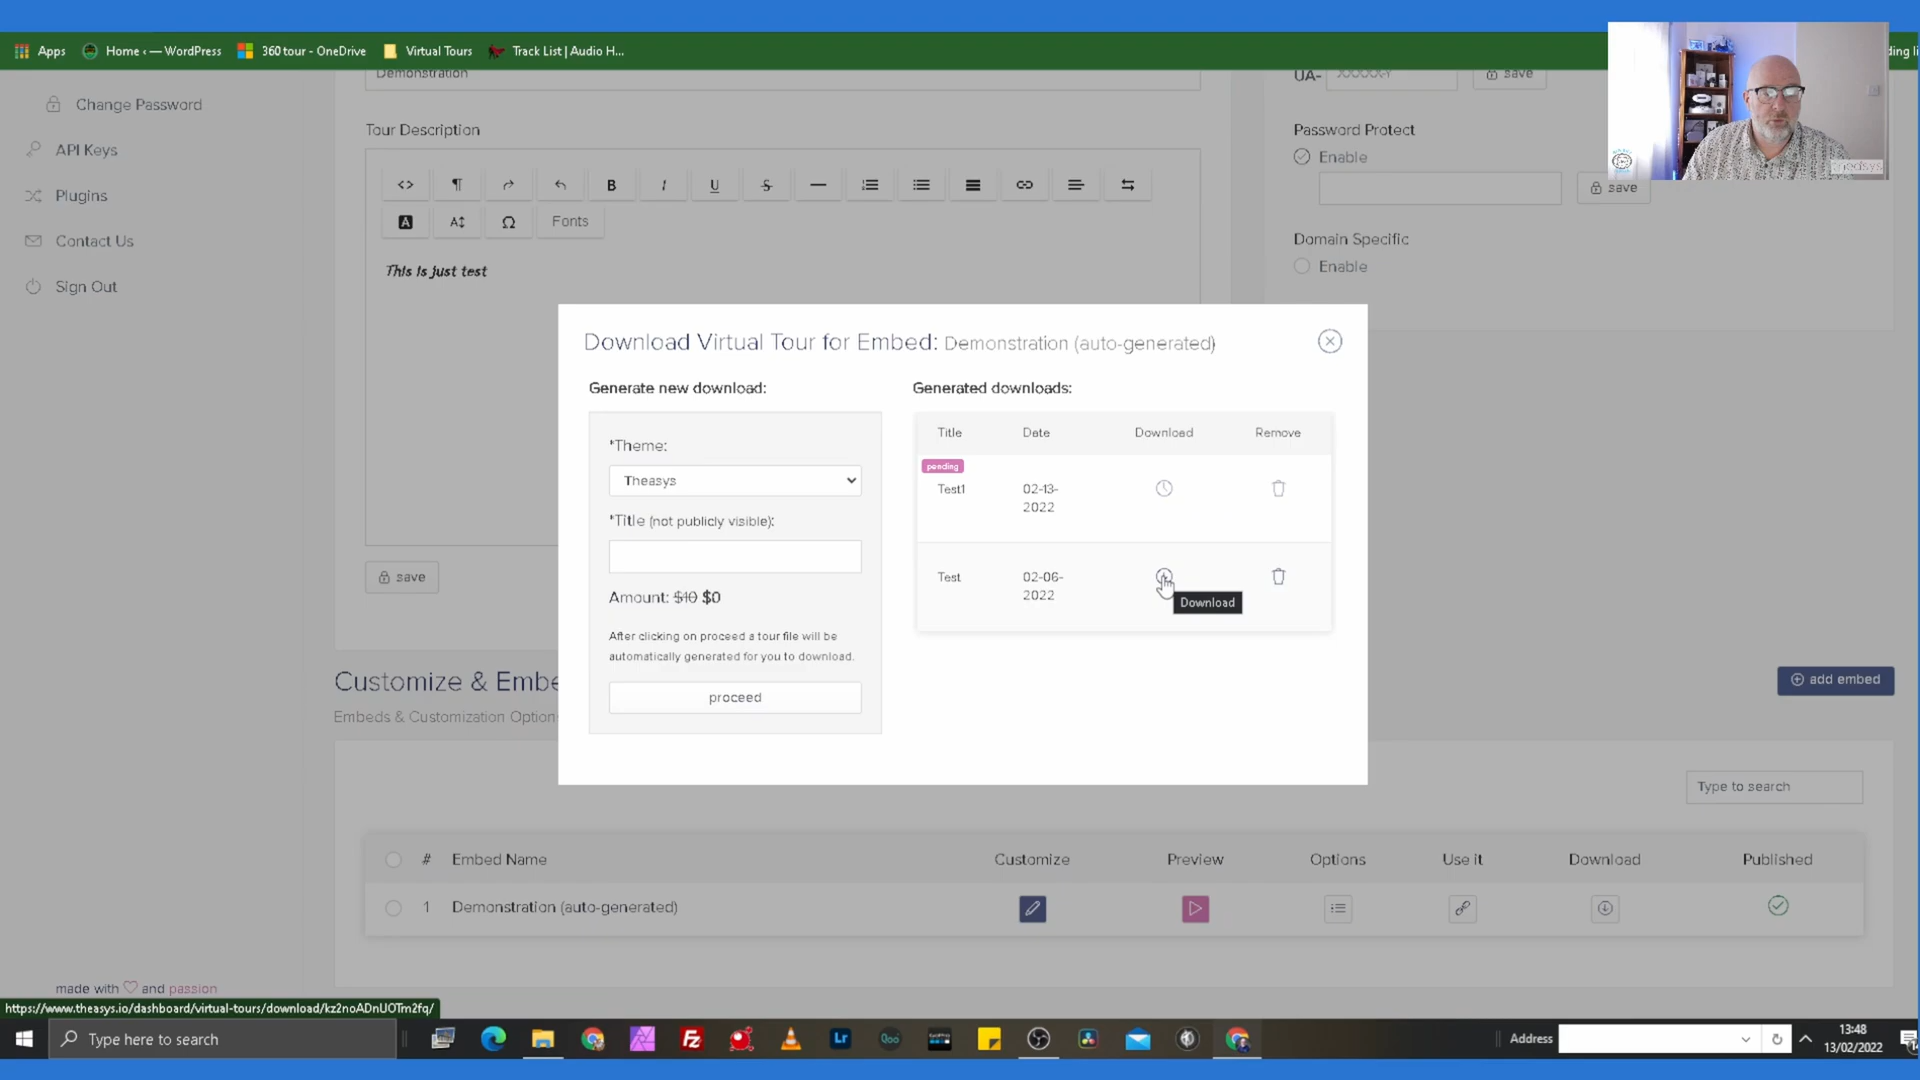 Apps
Home ‹ — WordPress
360 tour - OneDrive
Virtual Tours
Track List | Audio H...
ding li
Demonstration
UA-
XXXXX-Y
save
Change Password
API Keys
Plugins
Contact Us
Sign Out
Tour Description
Fonts
This is just test
save
Password Protect
Enable
save
Domain Specific
Enable
Download Virtual Tour for Embed: Demonstration (auto-generated)
Generate new download:
*Theme:
Theasys
*Title (not publicly visible):
Amount: $10 $0
After clicking on proceed a tour file will be
automatically generated for you to download.
proceed
Generated downloads:
Title Date Download Remove
pending
Test1 02-13-
2022
Test 02-06-
2022
Download
Customize & Embe
Embeds & Customization Option
add embed
Type to search
# Embed Name Customize Preview Options Use it Download Published
1 Demonstration (auto-generated)
made with and passion
https://www.theasys.io/dashboard/virtual-tours/download/kz2noADnUOTm2fq/
Type here to search
Lr
Address
13:48
13/02/2022